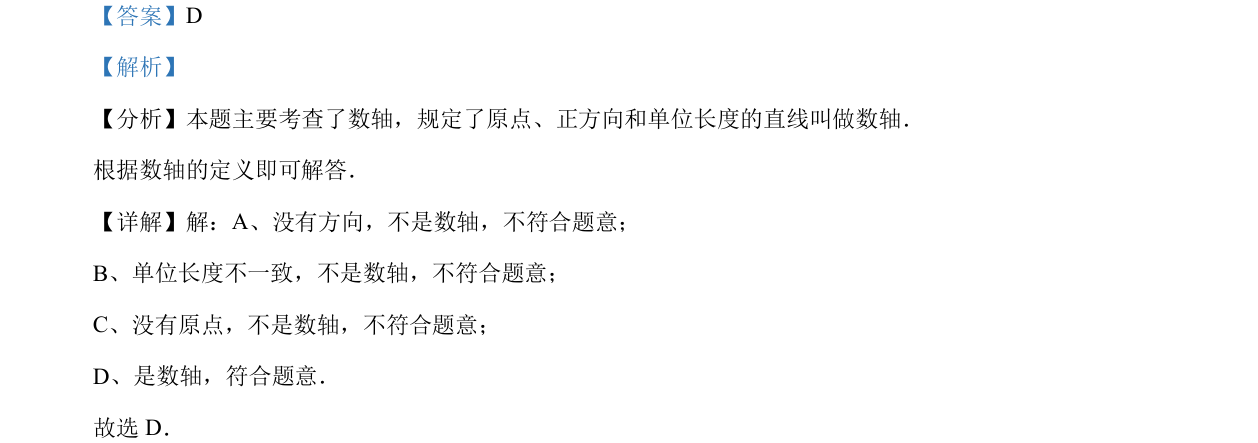 【答案】D
【解析】
【分析】本题主要考查了数轴，规定了原点、正方向和单位长度的直线叫做数轴．
根据数轴的定义即可解答．
【详解】解：A、没有方向，不是数轴，不符合题意；
B、单位长度不一致，不是数轴，不符合题意；
C、没有原点，不是数轴，不符合题意；
D、是数轴，符合题意．
故选 D．